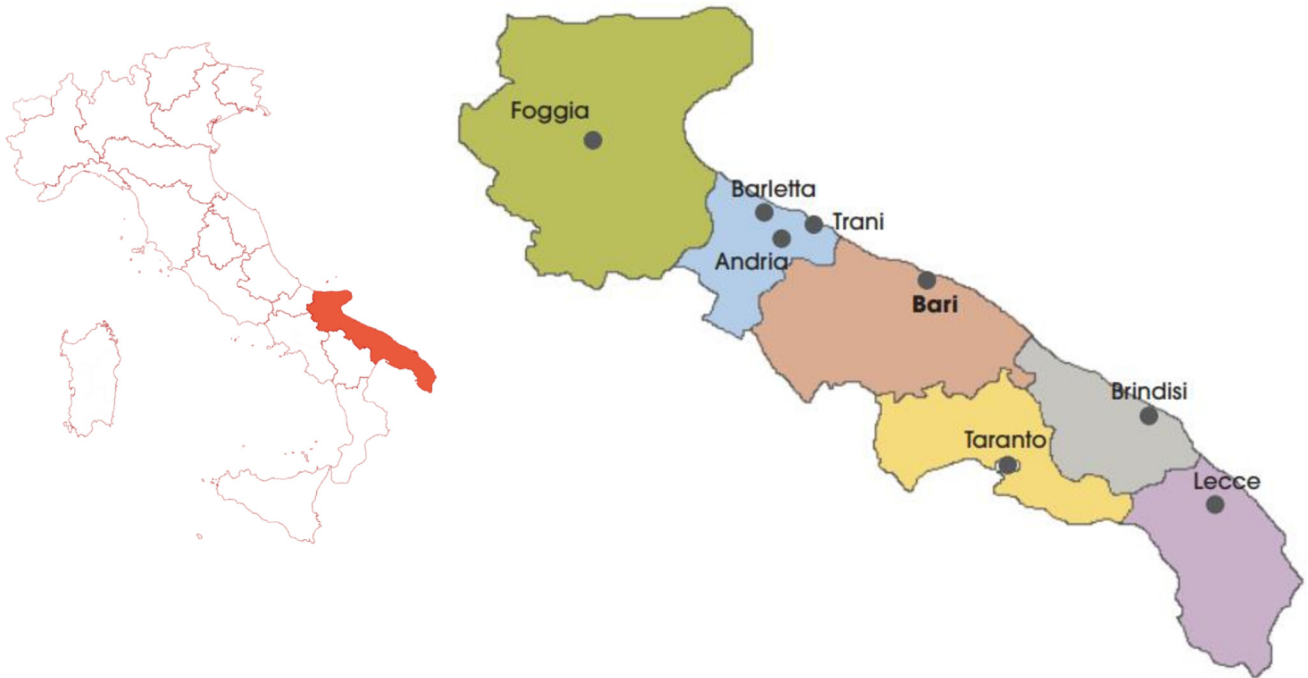 Foggia
Barletta
Trani
Andria
Bari
Brindisi
Taranto
Lecce